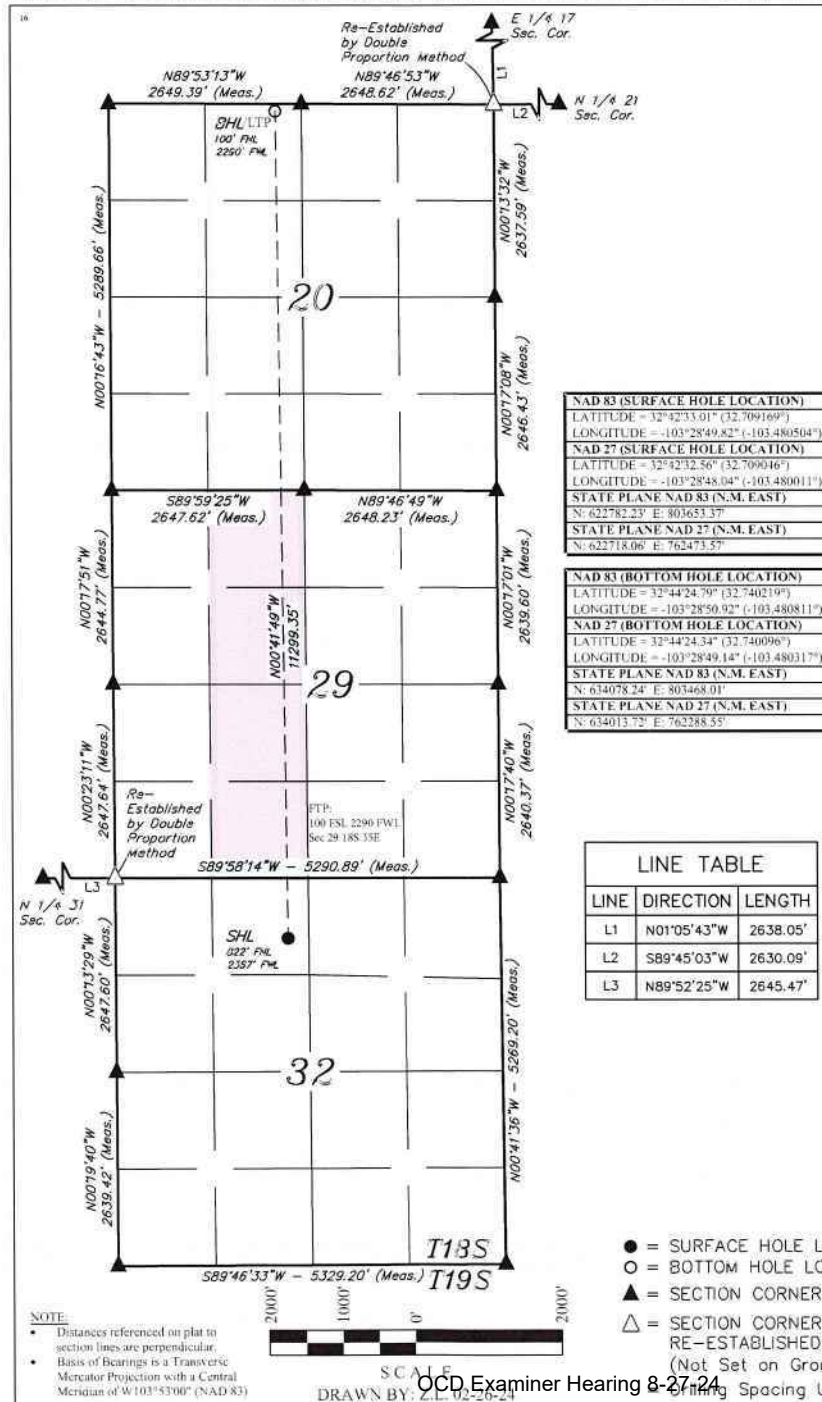 16
E 1/4 17
Sec. Cor.
Re-Established
by Double
Proportion Method
L1
N89°53'13"W
2649.39' (Meas.)
N89°46'53"W
2648.62' (Meas.)
L2
N 1/4 21
Sec. Cor.
BHL/LTP
100' FNL
2290' FWL
N00°13'32"W
2637.59' (Meas.)
N00°16'43"W - 5289.66' (Meas.)
20
N00°17'08"W
2646.43' (Meas.)
S89°59'25"W
2647.62' (Meas.)
N89°46'49"W
2648.23' (Meas.)
N00°17'51"W
2644.77' (Meas.)
N00°41'49"W
11299.35'
N00°17'01"W
2639.60' (Meas.)
29
N00°23'11"W
2647.64' (Meas.)
N00°17'40"W
2640.37' (Meas.)
Re-
Established
by Double
Proportion
Method
FTP:
100 FSL 2290 FWL
Sec 29 18S 35E
S89°58'14"W - 5290.89' (Meas.)
L3
N 1/4 31
Sec. Cor.
SHL
822' FNL
2387' FWL
N00°13'29"W
2647.60' (Meas.)
32
N00°41'36"W - 5269.20' (Meas.)
N00°19'40"W
2639.42' (Meas.)
T18S
S89°46'33"W - 5329.20' (Meas.)
T19S
NAD 83 (SURFACE HOLE LOCATION)
LATITUDE = 32°42'33.01" (32.709169°)
LONGITUDE = -103°28'49.82" (-103.480504°)
NAD 27 (SURFACE HOLE LOCATION)
LATITUDE = 32°42'32.56" (32.709046°)
LONGITUDE = -103°28'48.04" (-103.480011°)
STATE PLANE NAD 83 (N.M. EAST)
N: 622782.23' E: 803653.37'
STATE PLANE NAD 27 (N.M. EAST)
N: 622718.06' E: 762473.57'
NAD 83 (BOTTOM HOLE LOCATION)
LATITUDE = 32°44'24.79" (32.740219°)
LONGITUDE = -103°28'50.92" (-103.480811°)
NAD 27 (BOTTOM HOLE LOCATION)
LATITUDE = 32°44'24.34" (32.740096°)
LONGITUDE = -103°28'49.14" (-103.480317°)
STATE PLANE NAD 83 (N.M. EAST)
N: 634078.24' E: 803468.01'
STATE PLANE NAD 27 (N.M. EAST)
N: 634013.72' E: 762288.55'
LINE TABLE
LINE DIRECTION LENGTH
L1 N01°05'43"W 2638.05'
L2 S89°45'03"W 2630.09'
L3 N89°52'25"W 2645.47'
● = SURFACE HOLE L
○ = BOTTOM HOLE LO
▲ = SECTION CORNER
△ = SECTION CORNER
RE-ESTABLISHED
(Not Set on Gro
= Drilling Spacing U
NOTE:
• Distances referenced on plat to
section lines are perpendicular.
• Basis of Bearings is a Transverse
Mercator Projection with a Central
Meridian of W103°53'00" (NAD 83)
2000' 1000' 0' 2000'
SCALE
DRAWN BY: Z.L. 02-26-24
OCD Examiner Hearing 8-27-24